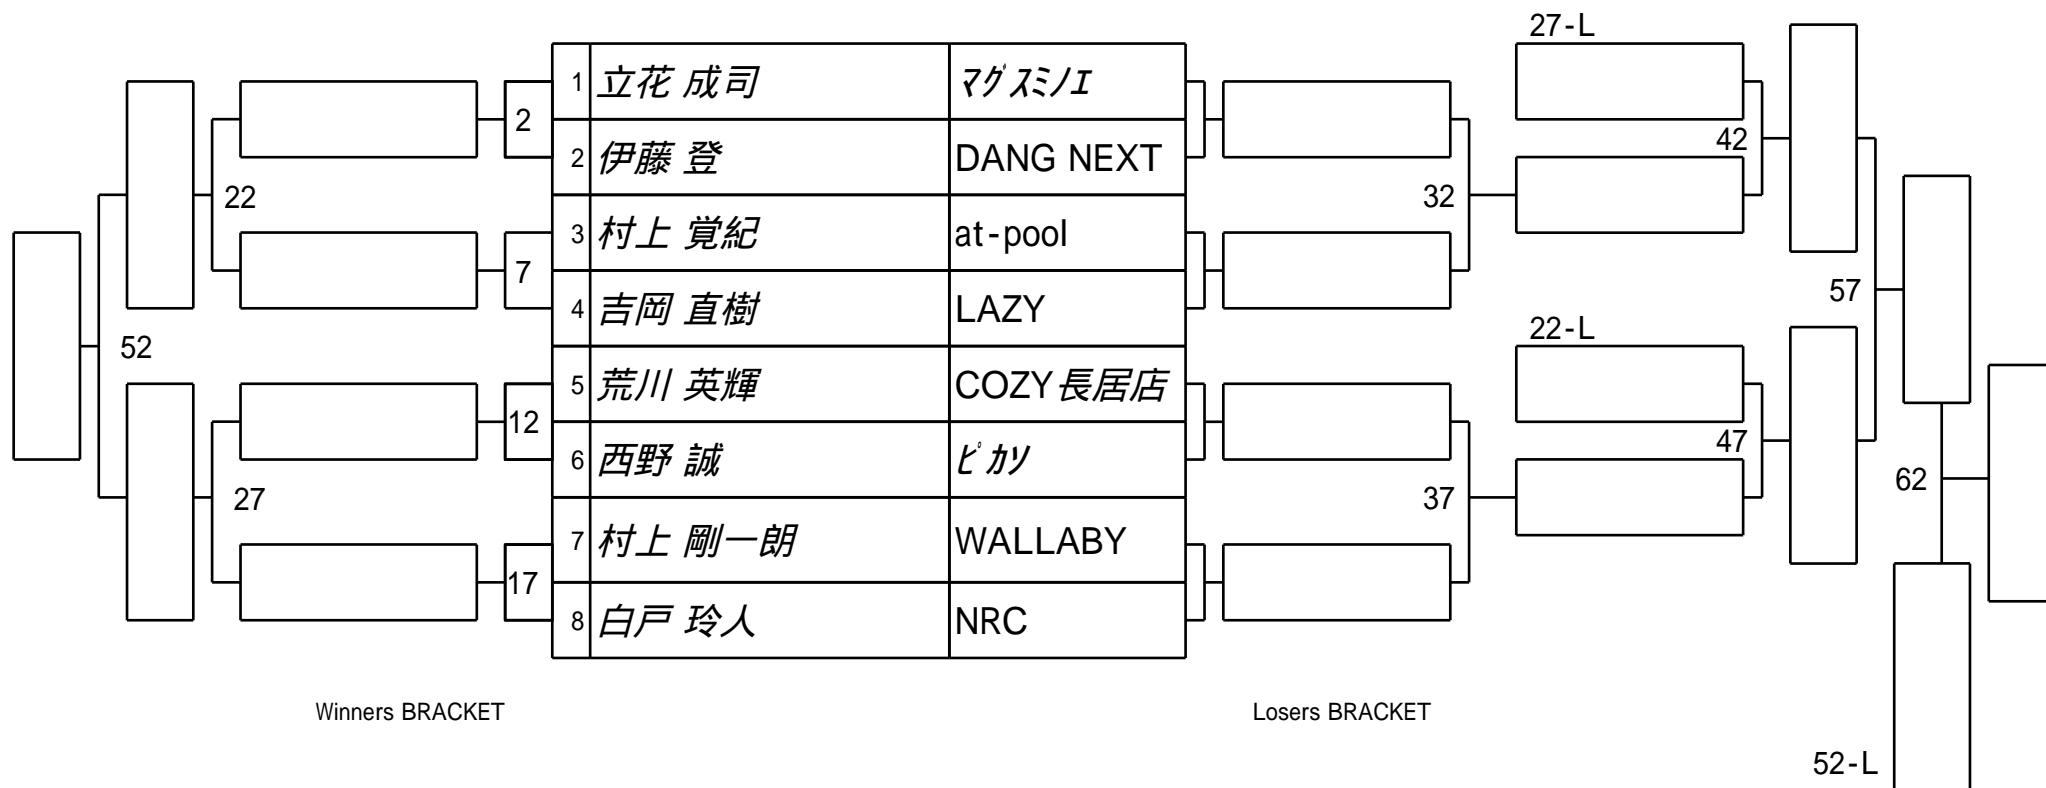 27-L
1 立花 成司 ﾏｸﾞｽﾐﾉｴ
2
42
2 伊藤 登 DANG NEXT
22
32
3 村上 覚紀 at-pool
7
57
4 吉岡 直樹 LAZY
22-L
52
5 荒川 英輝 COZY長居店
12
47
6 西野 誠 ﾋﾟｶｿ
62
27
37
7 村上 剛一朗 WALLABY
17
8 白戸 玲人 NRC
Winners BRACKET
Losers BRACKET
52-L